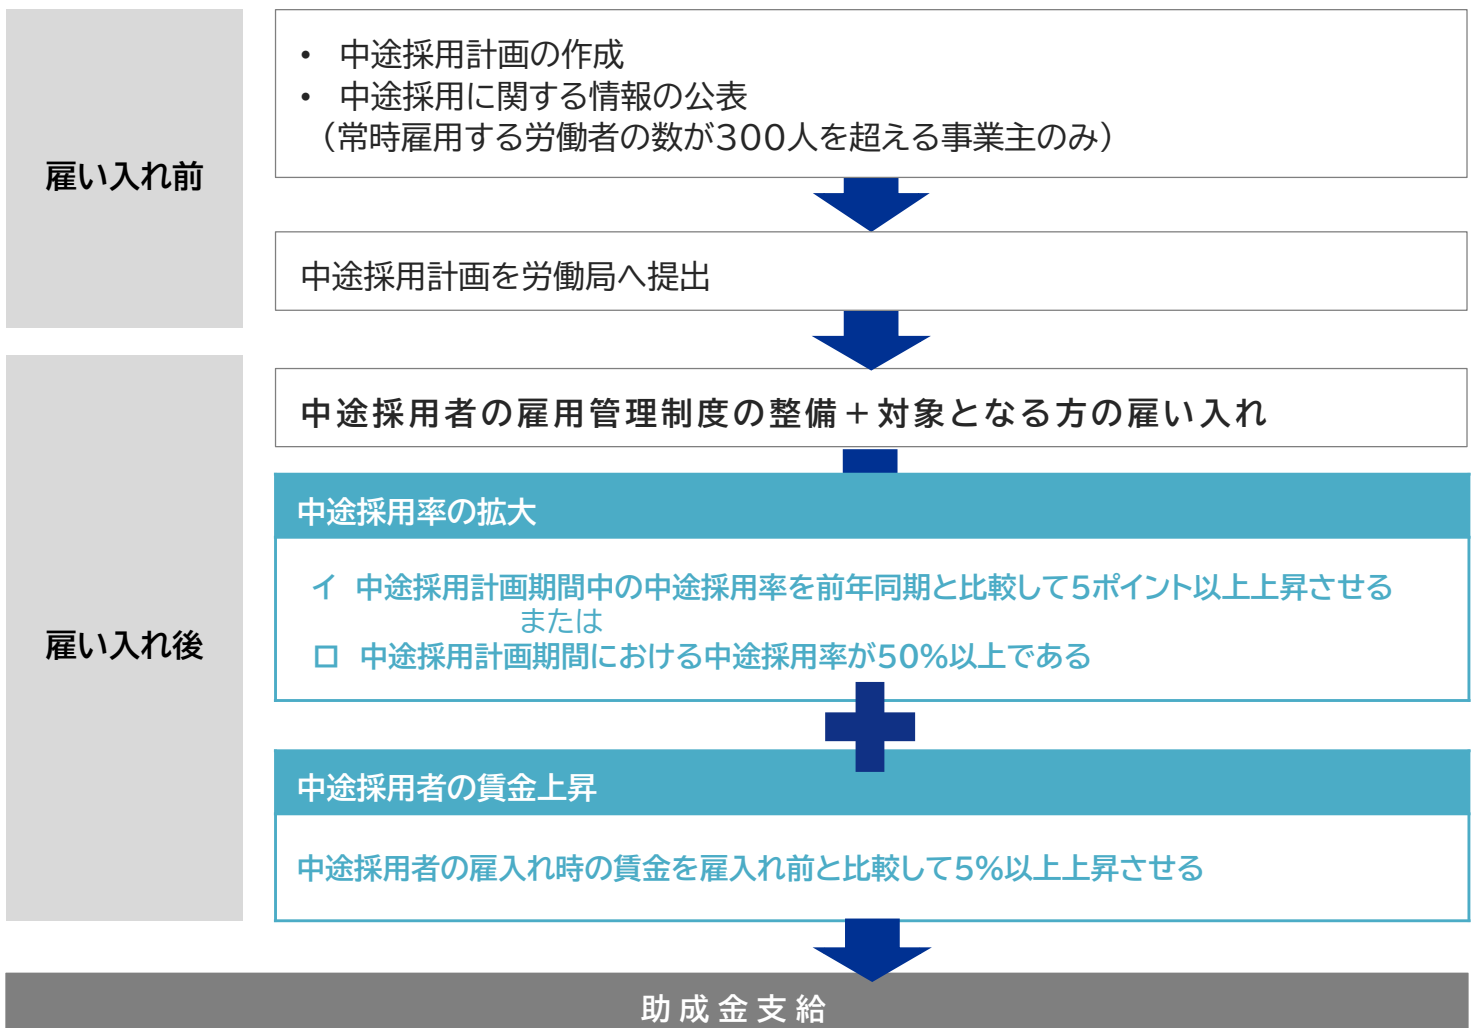 雇い入れ前
• 中途採用計画の作成
• 中途採用に関する情報の公表
（常時雇用する労働者の数が300人を超える事業主のみ）
中途採用計画を労働局へ提出
雇い入れ後
中途採用者の雇用管理制度の整備＋対象となる方の雇い入れ
中途採用率の拡大
イ 中途採用計画期間中の中途採用率を前年同期と比較して5ポイント以上上昇させる
または
ロ 中途採用計画期間における中途採用率が50%以上である
中途採用者の賃金上昇
中途採用者の雇入れ時の賃金を雇入れ前と比較して5%以上上昇させる
助成金支給